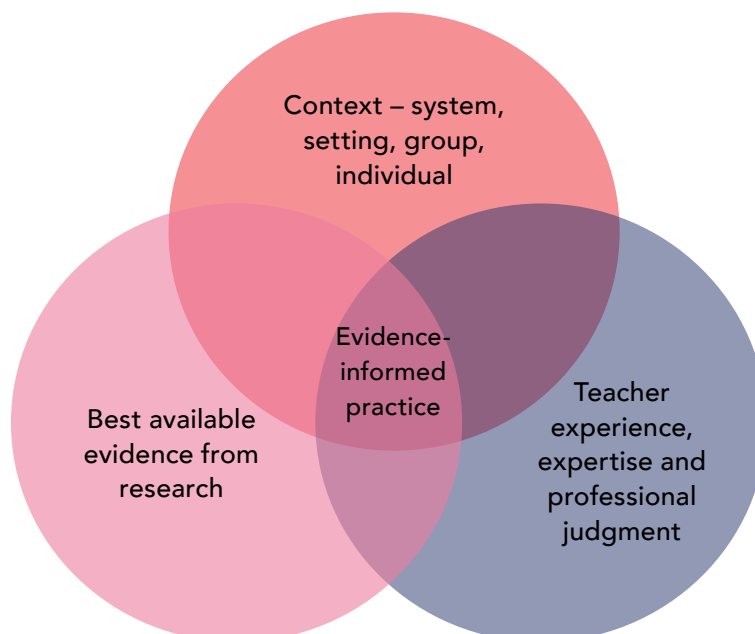 Context – system,
setting, group,
individual
Evidence-
informed
practice
Best available
evidence from
research
Teacher
experience,
expertise and
professional
judgment